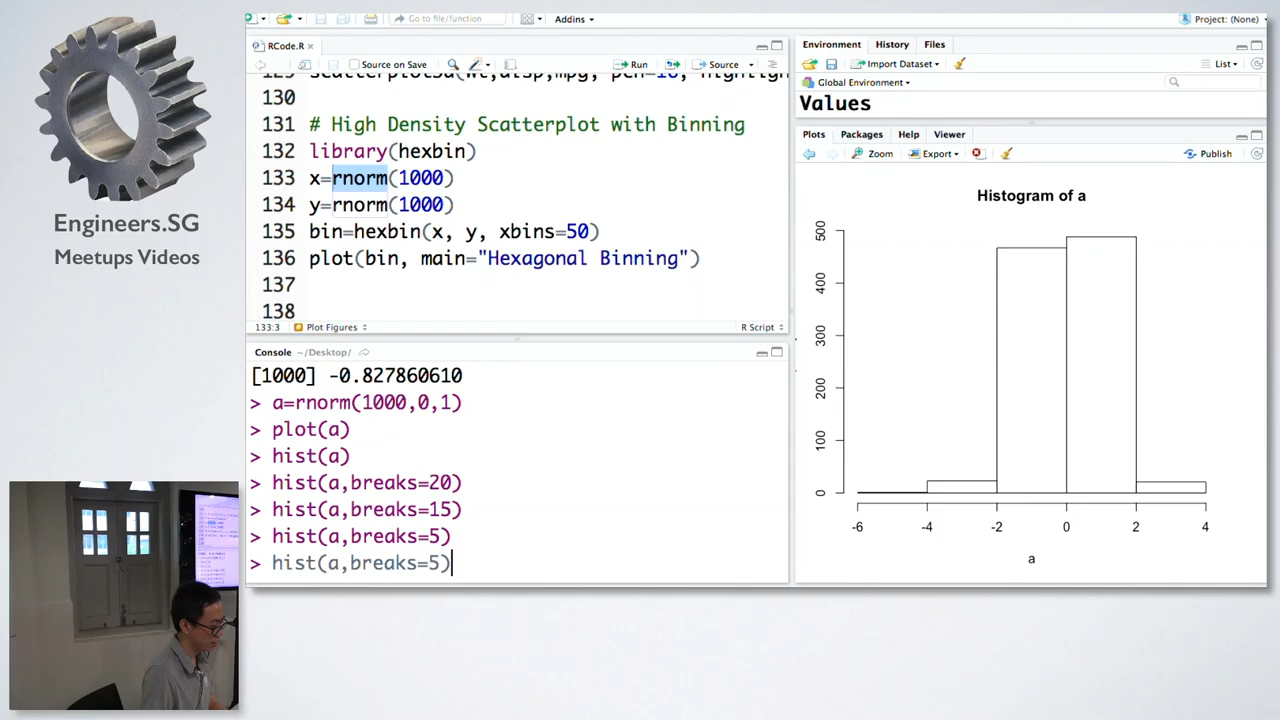 Engineers.SG
Meetups Videos
Go to file/function
Addins
Project: (None)
RCode.R
Source on Save
Run
Source
130
131 # High Density Scatterplot with Binning
132 library(hexbin)
133 x=rnorm(1000)
134 y=rnorm(1000)
135 bin=hexbin(x, y, xbins=50)
136 plot(bin, main="Hexagonal Binning")
137
138
133:3
Plot Figures
R Script
Console ~/Desktop/
[1000] -0.827860610
> a=rnorm(1000,0,1)
> plot(a)
> hist(a)
> hist(a,breaks=20)
> hist(a,breaks=15)
> hist(a,breaks=5)
> hist(a,breaks=5)
Environment History Files
Import Dataset
List
Global Environment
Values
Plots Packages Help Viewer
Zoom Export Publish
Histogram of a
500
400
300
200
100
0
-6 -4 -2 0 2 4
a